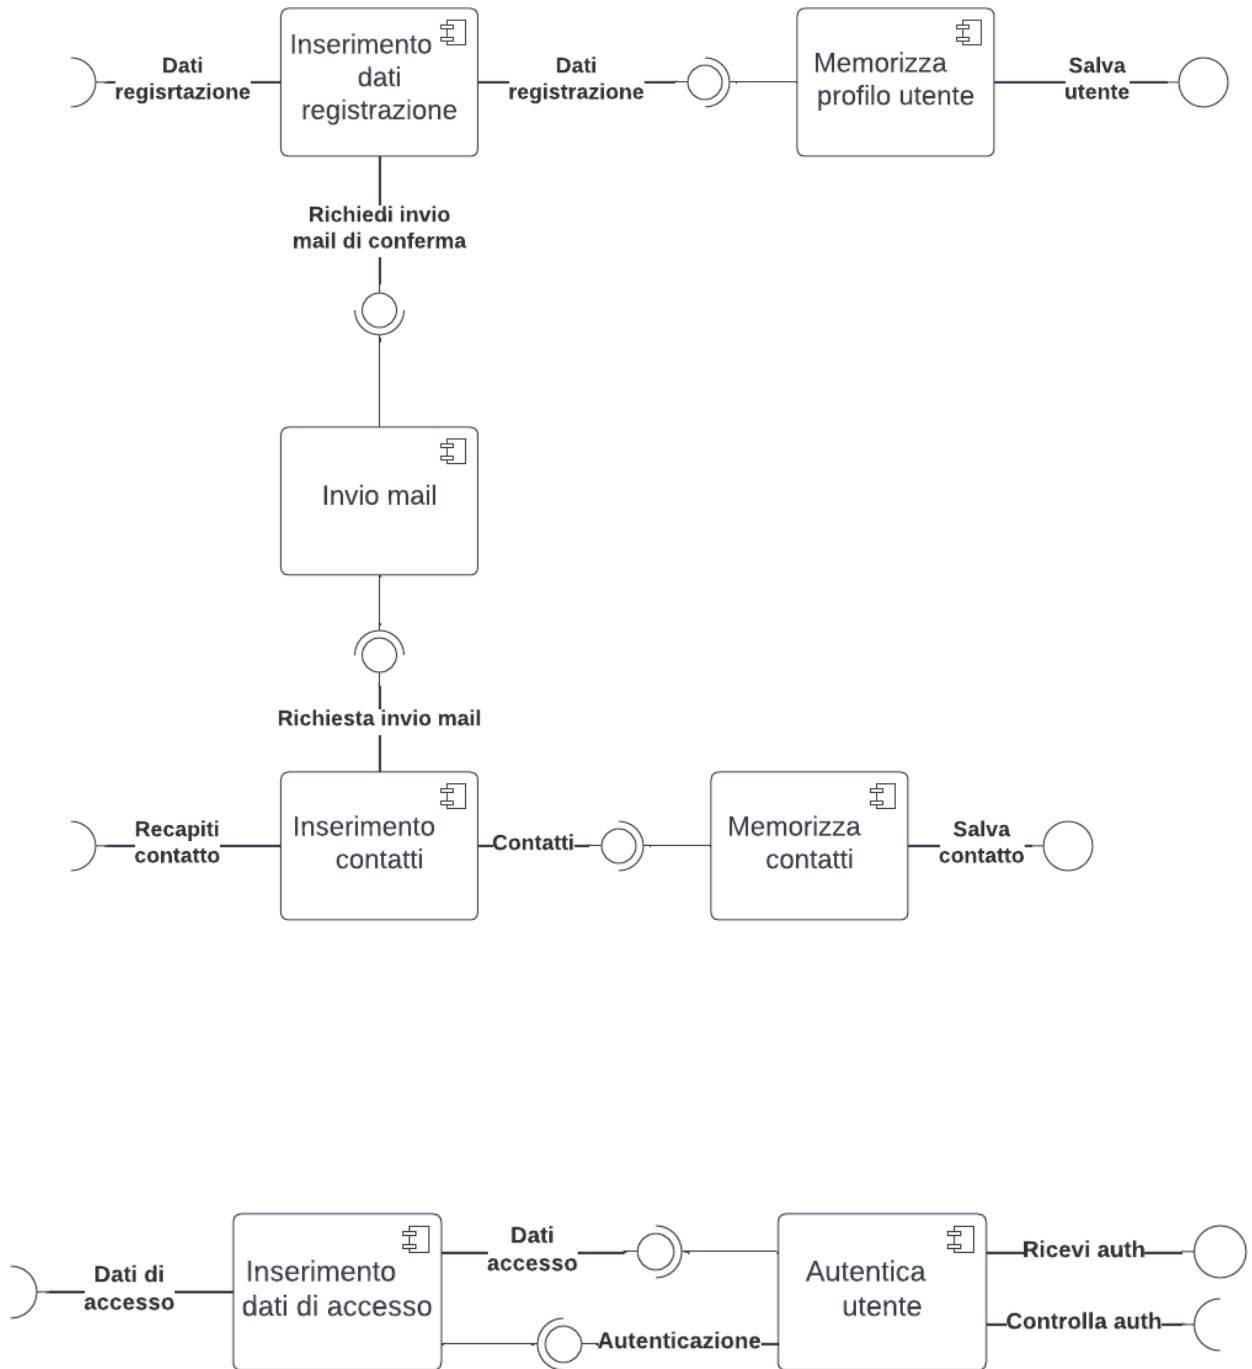 Dati
regisrtazione
Inserimento
dati
registrazione
Dati
registrazione
Memorizza
profilo utente
Salva
utente
Richiedi invio
mail di conferma
Invio mail
Richiesta invio mail
Recapiti
contatto
Inserimento
contatti
Contatti
Memorizza
contatti
Salva
contatto
Dati di
accesso
Inserimento
dati di accesso
Dati
accesso
Autenticazione
Autentica
utente
Ricevi auth
Controlla auth